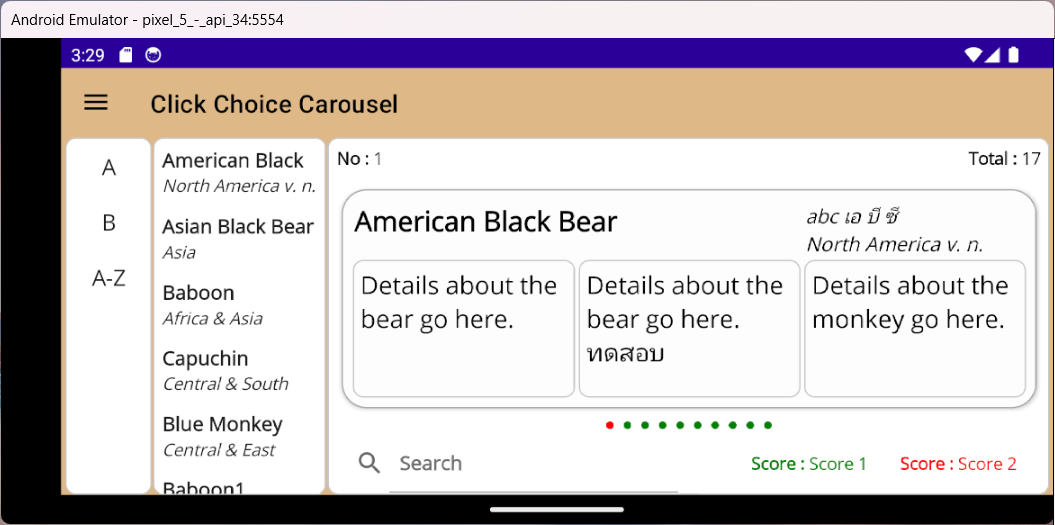 Android Emulator - pixel_5_-_api_34:5554
3:29
Click Choice Carousel
A
B
A-Z
American Black
North America v. n.
Asian Black Bear
Asia
Baboon
Africa & Asia
Capuchin
Central & South
Blue Monkey
Central & East
Baboon1
No : 1
Total : 17
American Black Bear
abc เอ บี ซี
North America v. n.
Details about the
bear go here.
Details about the
bear go here.
ทดสอบ
Details about the
monkey go here.
Search
Score : Score 1
Score : Score 2